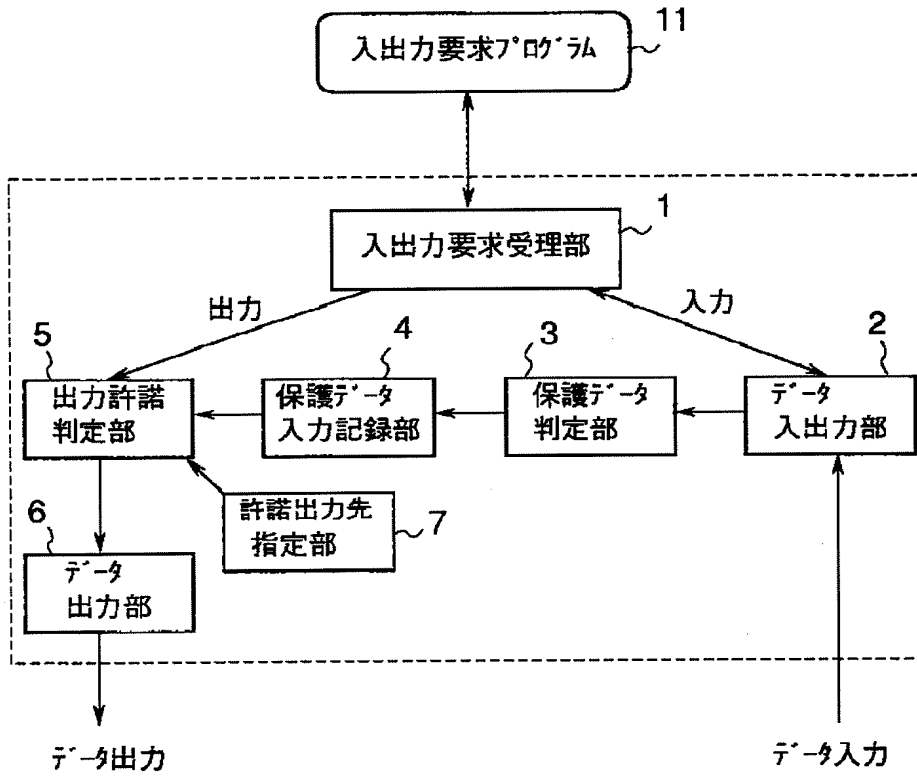 11
入出力要求ﾌﾟﾛｸﾞﾗﾑ
1
入出力要求受理部
出力
入力
5
4
3
2
出力許諾
判定部
保護ﾃﾞｰﾀ
入力記録部
保護ﾃﾞｰﾀ
判定部
ﾃﾞｰﾀ
入出力部
6
許諾出力先
指定部
7
ﾃﾞｰﾀ
出力部
ﾃﾞｰﾀ出力
ﾃﾞｰﾀ入力